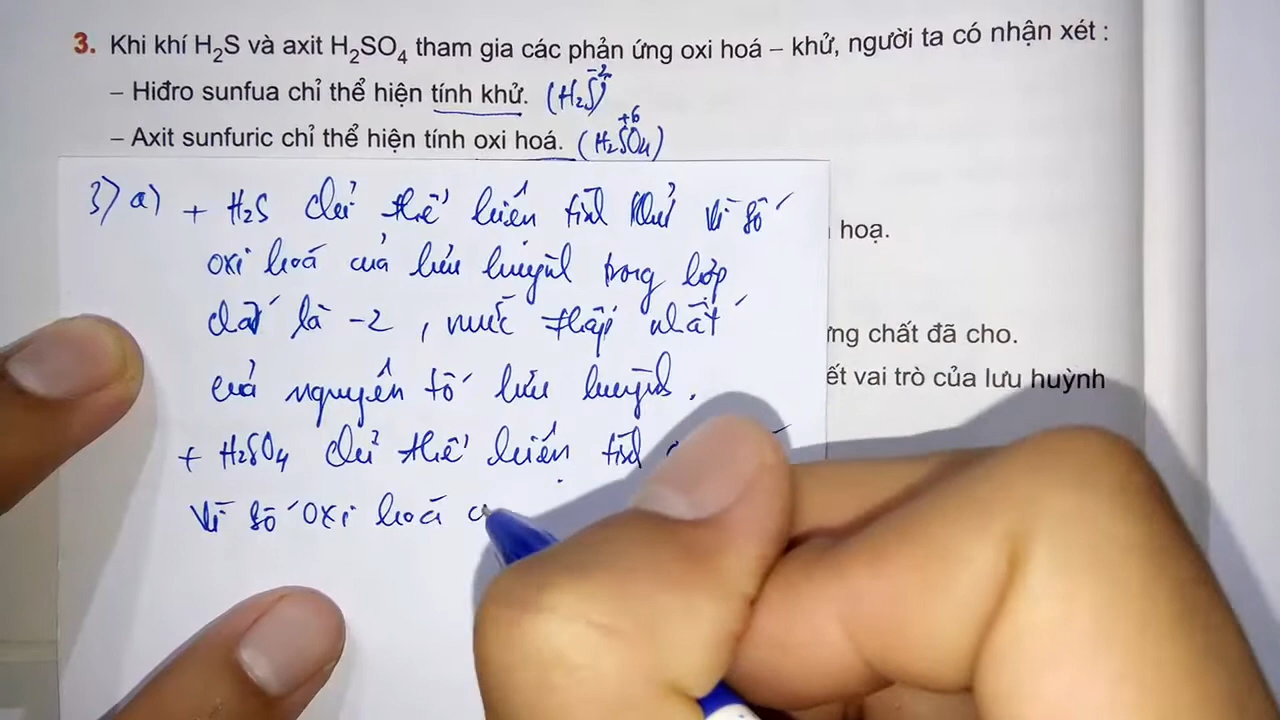 3. Khi khí H₂S và axit H₂SO₄ tham gia các phản ứng oxi hoá – khử, người ta có nhận xét :
– Hiđro sunfua chỉ thể hiện tính khử. (H₂S) -2
– Axit sunfuric chỉ thể hiện tính oxi hoá. (H₂SO₄) +6
hoạ.
chất đã cho.
vai trò của lưu huỳnh
3) a) + H₂S chỉ thể hiện tính khử vì số
oxi hoá của lưu huỳnh trong hợp
chất là -2, mức thấp nhất
của nguyên tố lưu huỳnh.
+ H₂SO₄ chỉ thể hiện tính
vì số oxi hoá